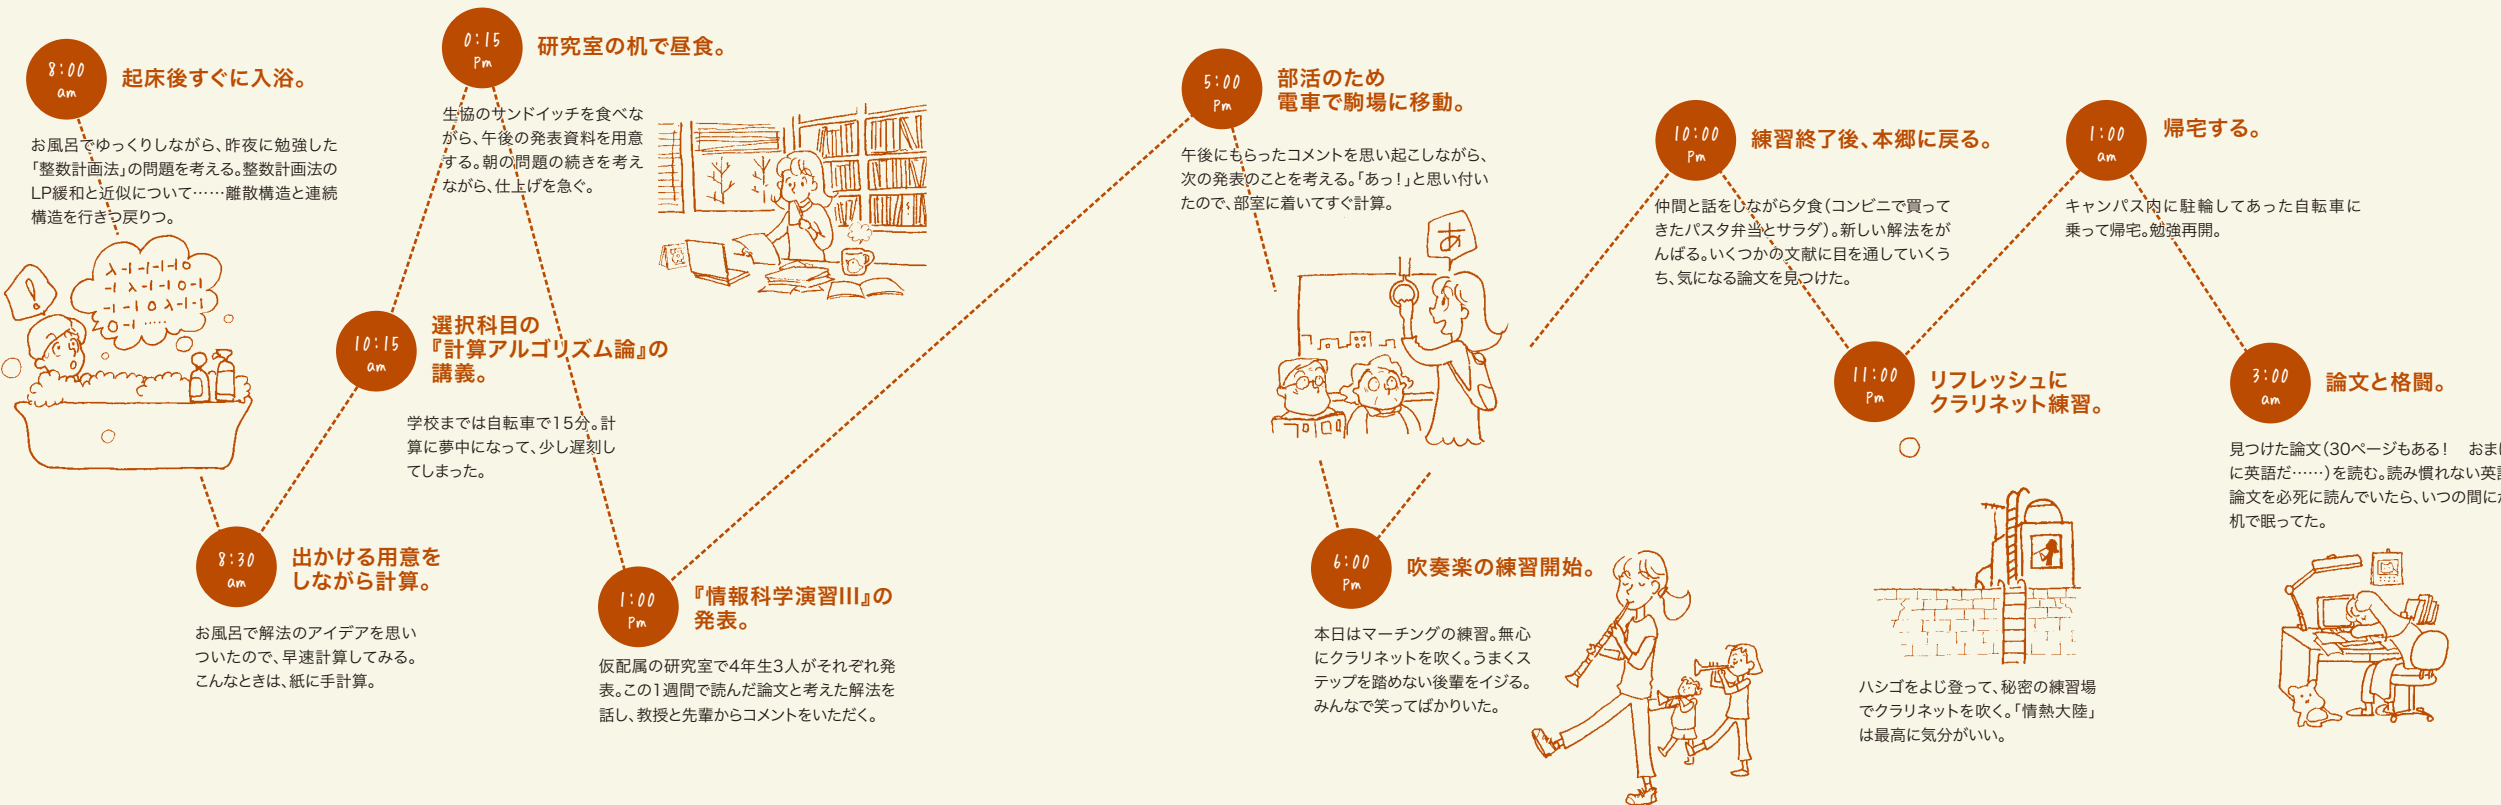 8:00
am
起床後すぐに入浴。
お風呂でゆっくりしながら、昨夜に勉強した
「整数計画法」の問題を考える。整数計画法の
LP緩和と近似について……離散構造と連続
構造を行きつ戻りつ。
!
λ-1-1-1-10
-1 λ-1-10-1
-1-10 λ-1-1
0-1 ……
8:30
am
出かける用意を
しながら計算。
お風呂で解法のアイデアを思い
ついたので、早速計算してみる。
こんなときは、紙に手計算。
10:15
am
選択科目の
『計算アルゴリズム論』の
講義。
学校までは自転車で15分。計
算に夢中になって、少し遅刻し
てしまった。
0:15
Pm
研究室の机で昼食。
生協のサンドイッチを食べな
がら、午後の発表資料を用意
する。朝の問題の続きを考え
ながら、仕上げを急ぐ。
1:00
Pm
『情報科学演習III』の
発表。
仮配属の研究室で4年生3人がそれぞれ発
表。この1週間で読んだ論文と考えた解法を
話し、教授と先輩からコメントをいただく。
5:00
Pm
部活のため
電車で駒場に移動。
午後にもらったコメントを思い起こしながら、
次の発表のことを考える。「あっ！」と思い付い
たので、部室に着いてすぐ計算。
あ
6:00
Pm
吹奏楽の練習開始。
本日はマーチングの練習。無心
にクラリネットを吹く。うまくス
テップを踏めない後輩をイジる。
みんなで笑ってばかりいた。
10:00
Pm
練習終了後、本郷に戻る。
仲間と話をしながら夕食（コンビニで買って
きたパスタ弁当とサラダ）。新しい解法をが
んばる。いくつかの文献に目を通していくう
ち、気になる論文を見つけた。
11:00
Pm
リフレッシュに
クラリネット練習。
ハシゴをよじ登って、秘密の練習場
でクラリネットを吹く。「情熱大陸」
は最高に気分がいい。
1:00
am
帰宅する。
キャンパス内に駐輪してあった自転車に
乗って帰宅。勉強再開。
3:00
am
論文と格闘。
見つけた論文（30ページもある！　おま
に英語だ……）を読む。読み慣れない英
論文を必死に読んでいたら、いつの間に
机で眠ってた。